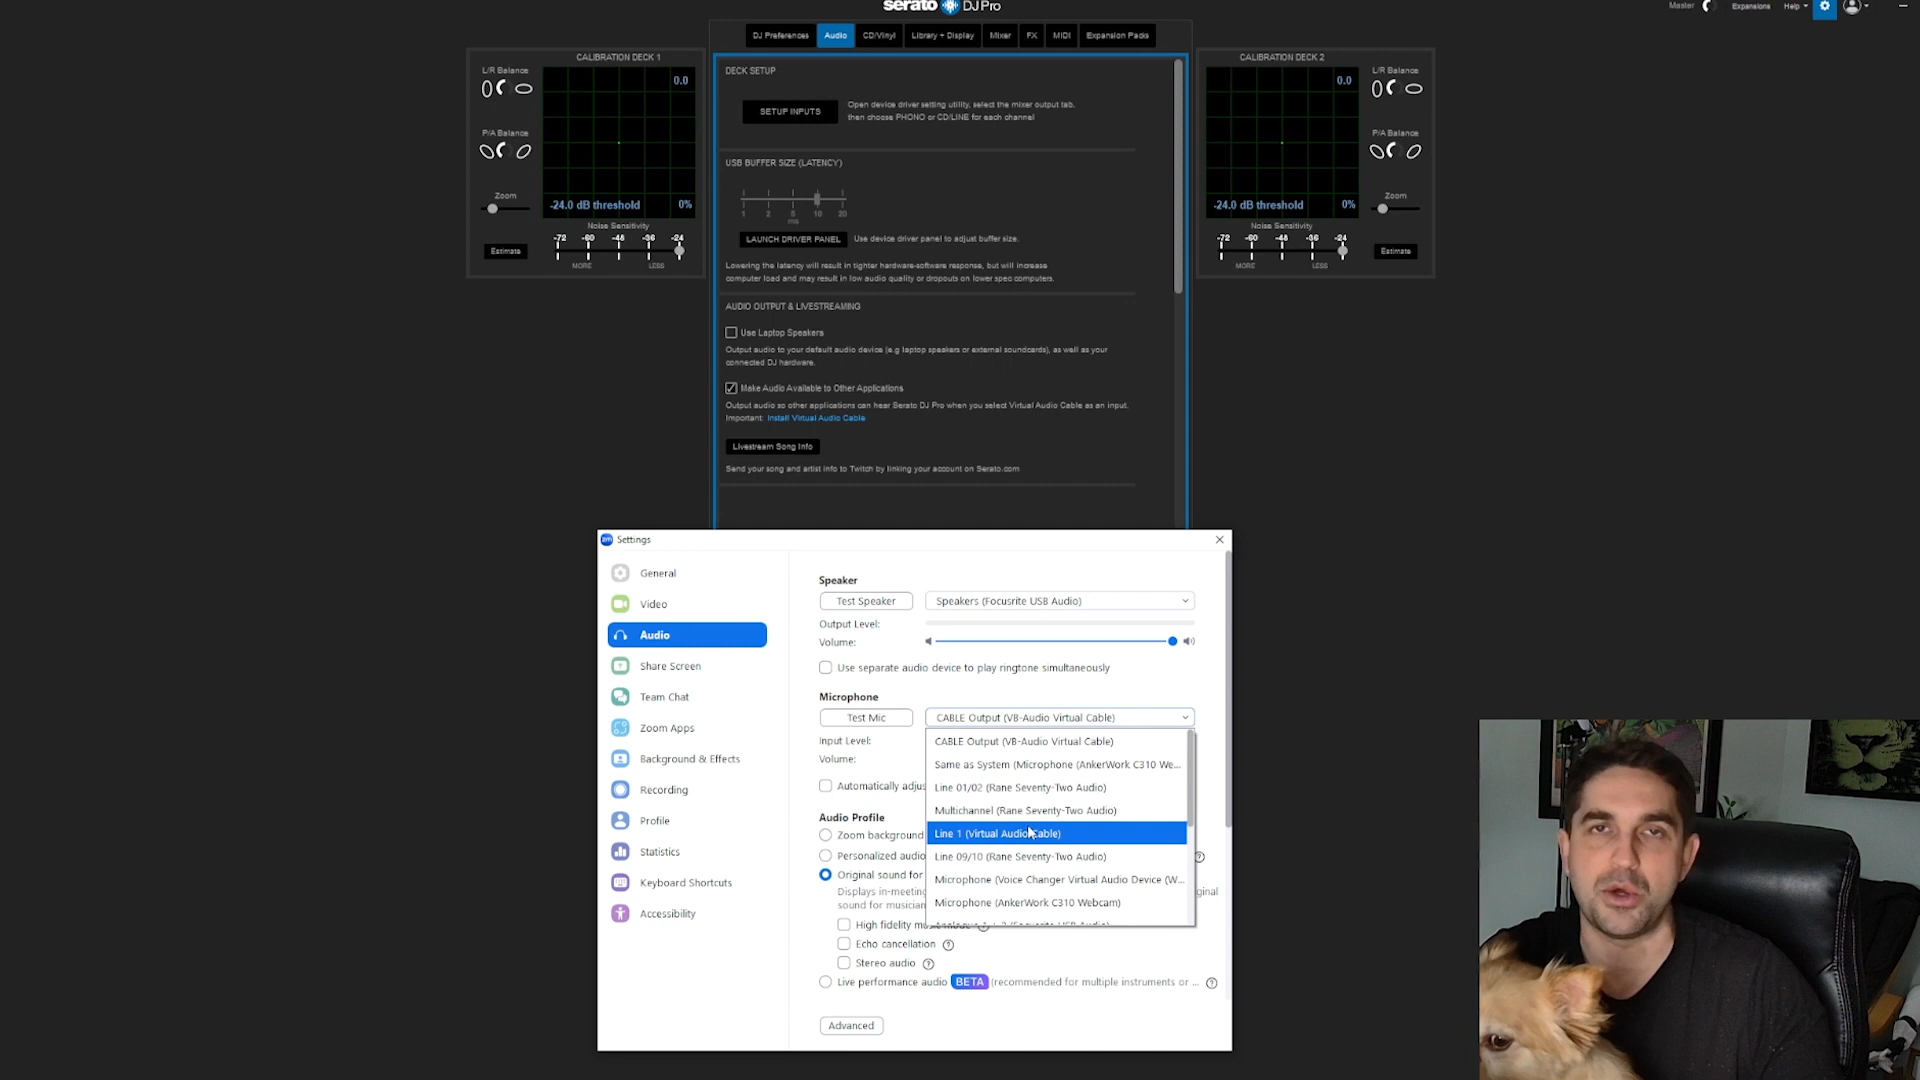 serato DJ Pro
Master
Expansions
Help
DJ Preferences
Audio
CD/Vinyl
Library + Display
Mixer
FX
MIDI
Expansion Packs
CALIBRATION DECK 1
L/R Balance
0.0
P/A Balance
Zoom
-24.0 dB threshold
0%
Noise Sensitivity
-72 -60 -48 -36 -24
Estimate
MORE
LESS
DECK SETUP
SETUP INPUTS
Open device driver setting utility, select the mixer output tab,
then choose PHONO or CD/LINE for each channel
USB BUFFER SIZE (LATENCY)
1 2 5 10 20
ms
LAUNCH DRIVER PANEL
Use device driver panel to adjust buffer size.
Lowering the latency will result in tighter hardware-software response, but will increase
computer load and may result in low audio quality or dropouts on lower spec computers.
AUDIO OUTPUT & LIVESTREAMING
Use Laptop Speakers
Output audio to your default audio device (e.g laptop speakers or external soundcards), as well as your
connected DJ hardware.
Make Audio Available to Other Applications
Output audio so other applications can hear Serato DJ Pro when you select Virtual Audio Cable as an input.
Important: Install Virtual Audio Cable
Livestream Song Info
Send your song and artist info to Twitch by linking your account on Serato.com
CALIBRATION DECK 2
0.0
L/R Balance
P/A Balance
Zoom
-24.0 dB threshold
0%
Noise Sensitivity
-72 -60 -48 -36 -24
Estimate
MORE
LESS
zm Settings
General
Video
Audio
Share Screen
Team Chat
Zoom Apps
Background & Effects
Recording
Profile
Statistics
Keyboard Shortcuts
Accessibility
Speaker
Test Speaker
Speakers (Focusrite USB Audio)
Output Level:
Volume:
Use separate audio device to play ringtone simultaneously
Microphone
Test Mic
CABLE Output (VB-Audio Virtual Cable)
Input Level:
Volume:
CABLE Output (VB-Audio Virtual Cable)
Same as System (Microphone (AnkerWork C310 We...
Line 01/02 (Rane Seventy-Two Audio)
Multichannel (Rane Seventy-Two Audio)
Line 1 (Virtual Audio Cable)
Line 09/10 (Rane Seventy-Two Audio)
Microphone (Voice Changer Virtual Audio Device (W...
Microphone (AnkerWork C310 Webcam)
Automatically adjus
Audio Profile
Zoom background
Personalized audio
Original sound for
Displays in-meeting
ginal
sound for musician
High fidelity mu
Echo cancellation
Stereo audio
Live performance audio BETA (recommended for multiple instruments or ...
Advanced